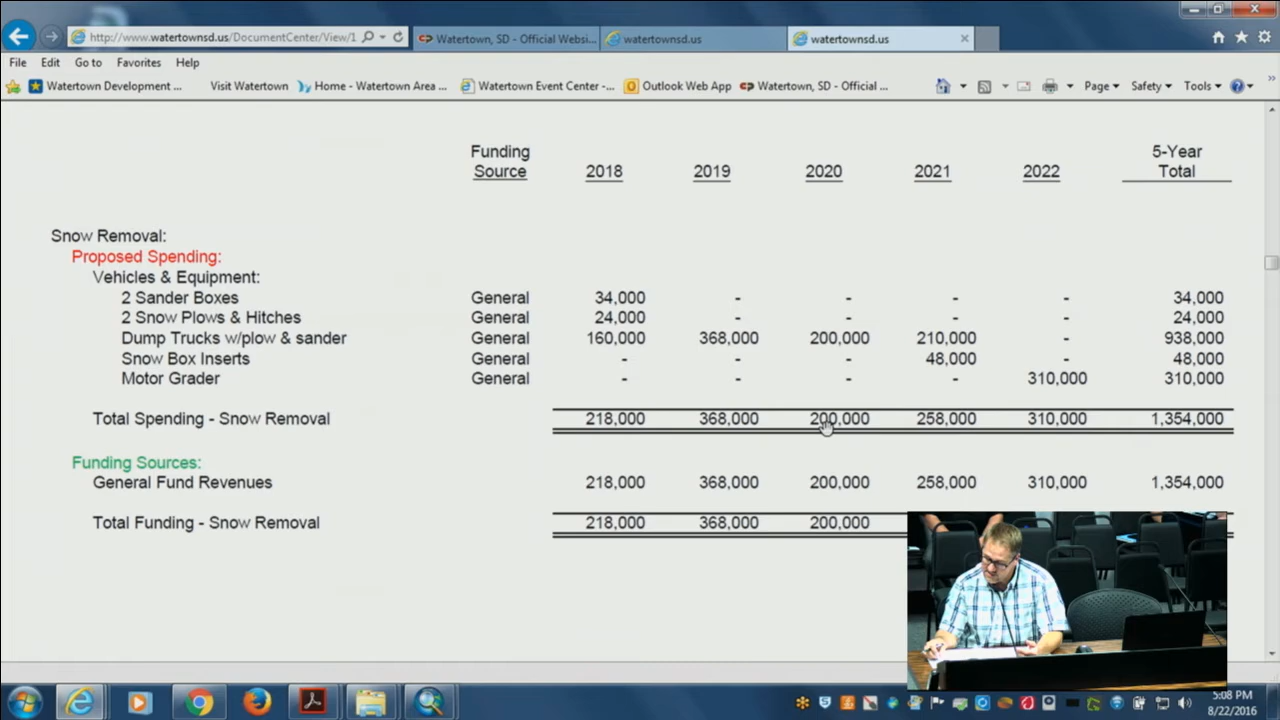 http://www.watertownsd.us/DocumentCenter/View/1
Watertown, SD - Official Websi...
watertownsd.us
watertownsd.us
File Edit View Favorites Help
Watertown Development ... Visit Watertown Home - Watertown Area ... Watertown Event Center -... Outlook Web App Watertown, SD - Official ... Page Safety Tools
Funding 5-Year
Source 2018 2019 2020 2021 2022 Total
Snow Removal:
Proposed Spending:
Vehicles & Equipment:
2 Sander Boxes General 34,000 - - - - 34,000
2 Snow Plows & Hitches General 24,000 - - - - 24,000
Dump Trucks w/plow & sander General 160,000 368,000 200,000 210,000 - 938,000
Snow Box Inserts General - - - 48,000 - 48,000
Motor Grader General - - - - 310,000 310,000
Total Spending - Snow Removal 218,000 368,000 200,000 258,000 310,000 1,354,000
Funding Sources:
General Fund Revenues 218,000 368,000 200,000 258,000 310,000 1,354,000
Total Funding - Snow Removal 218,000 368,000 200,000
5:08 PM
8/22/2016